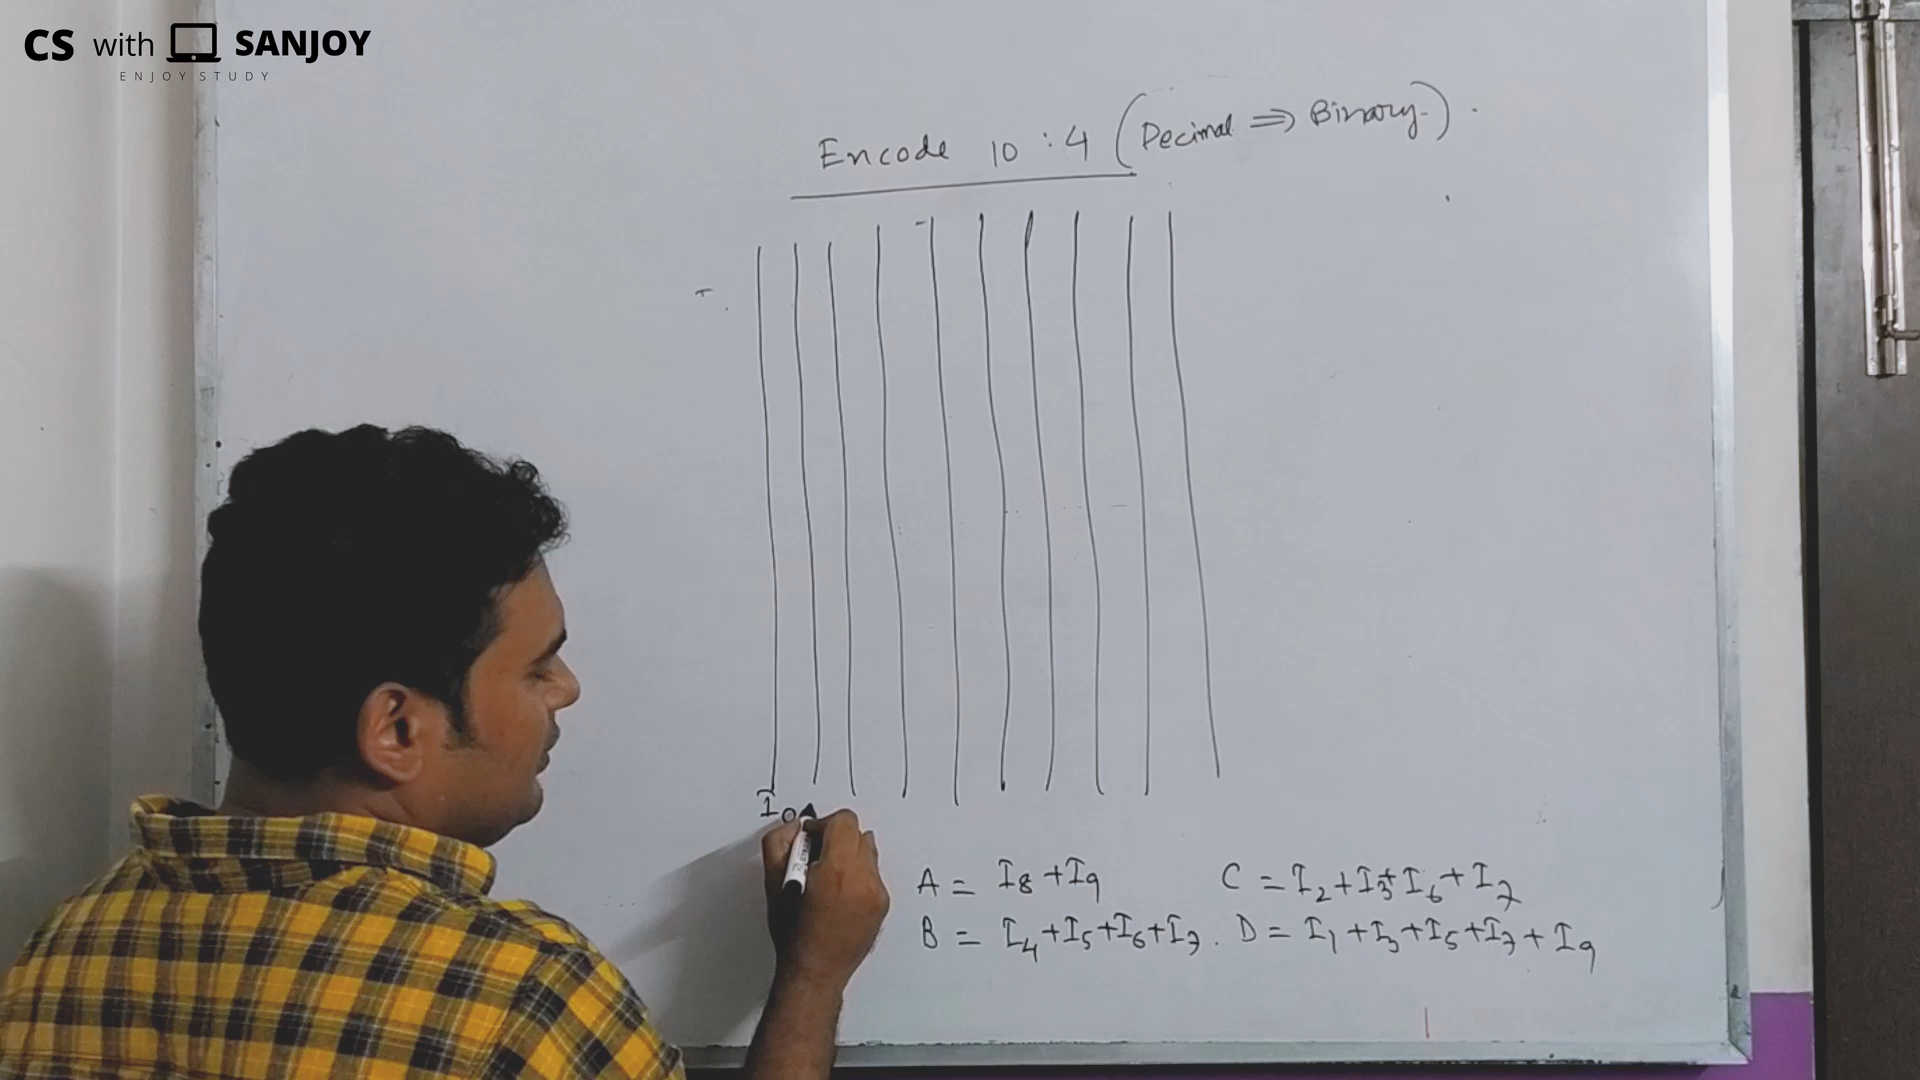 CS with SANJOY
ENJOY STUDY
Encode 10 : 4 (Decimal ⇒ Binary)
I0
A = I8 + I9
C = I2 + I3 + I6 + I7
B = I4 + I5 + I6 + I7
D = I1 + I3 + I5 + I7 + I9